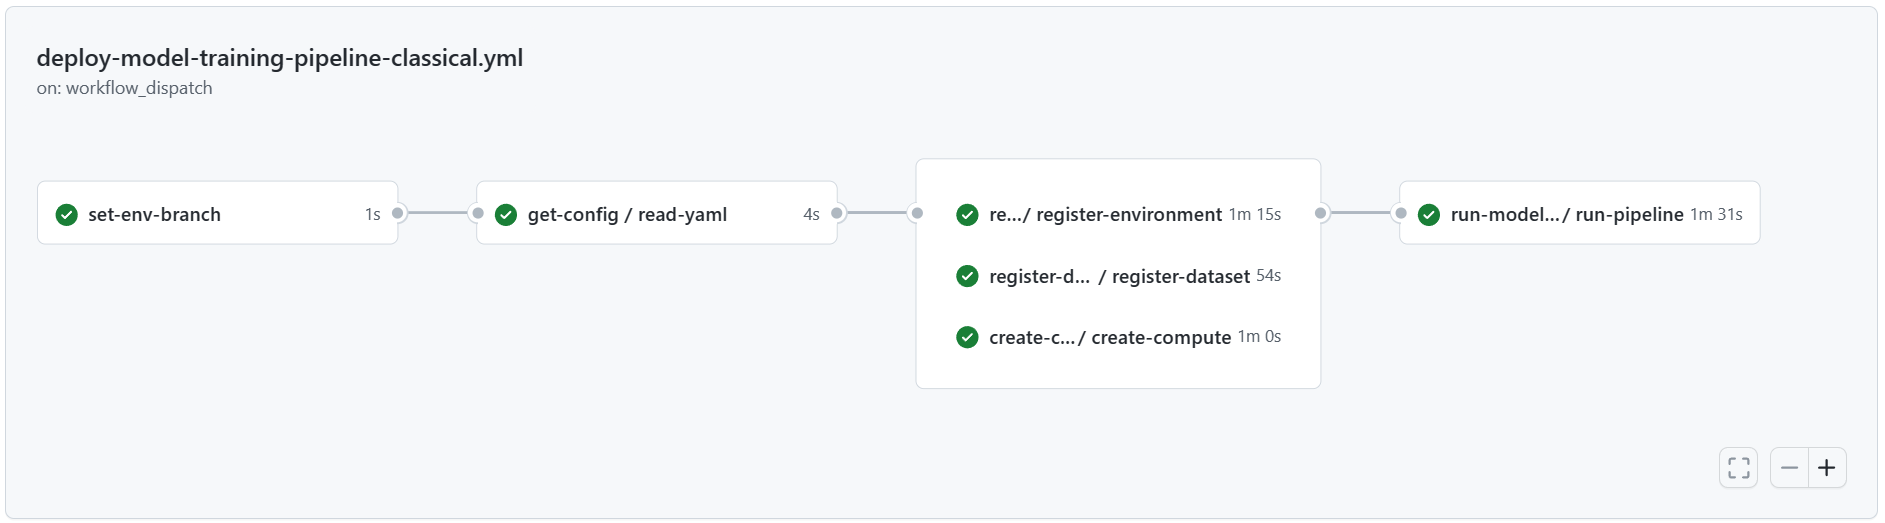 deploy-model-training-pipeline-classical.yml
on: workflow_dispatch
set-env-branch 1s
get-config / read-yaml 4s
re.../ register-environment 1m 15s
register-d... / register-dataset 54s
create-c.../ create-compute 1m 0s
run-model.../ run-pipeline 1m 31s